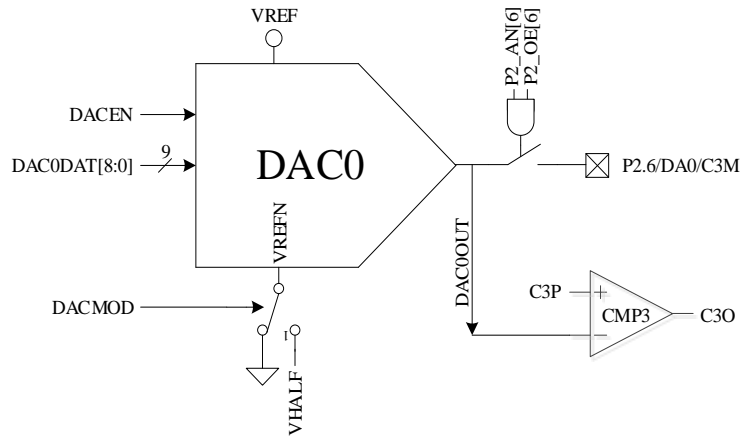 VREF
P2_AN[6]
P2_OE[6]
DACEN
9
DAC0DAT[8:0]
DAC0
P2.6/DA0/C3M
VREFN
DAC0OUT
C3P
+
DACMOD
CMP3
C3O
−
1
VHALF